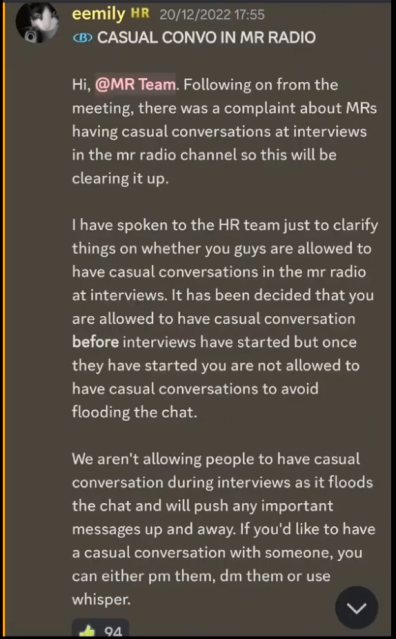 eemily HR 20/12/2022 17:55
B CASUAL CONVO IN MR RADIO
Hi, @MR Team. Following on from the
meeting, there was a complaint about MRs
having casual conversations at interviews
in the mr radio channel so this will be
clearing it up.
I have spoken to the HR team just to clarify
things on whether you guys are allowed to
have casual conversations in the mr radio
at interviews. It has been decided that you
are allowed to have casual conversation
before interviews have started but once
they have started you are not allowed to
have casual conversations to avoid
flooding the chat.
We aren't allowing people to have casual
conversation during interviews as it floods
the chat and will push any important
messages up and away. If you'd like to have
a casual conversation with someone, you
can either pm them, dm them or use
whisper.
👍 94